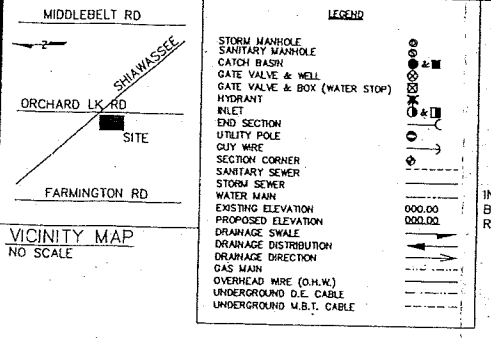 MIDDLEBELT RD
Z
SHIAWASSEE
ORCHARD LK RD
SITE
FARMINGTON RD
VICINITY MAP
NO SCALE
LEGEND
STORM MANHOLE
SANITARY MANHOLE
CATCH BASIN &
GATE VALVE & WELL
GATE VALVE & BOX (WATER STOP)
HYDRANT
INLET &
END SECTION
UTILITY POLE
GUY WIRE
SECTION CORNER
SANITARY SEWER
STORM SEWER
WATER MAIN
EXISTING ELEVATION 000.00
PROPOSED ELEVATION 000.00
DRAINAGE SWALE
DRAINAGE DISTRIBUTION
DRAINAGE DIRECTION
GAS MAIN
OVERHEAD WIRE (O.H.W.)
UNDERGROUND D.E. CABLE
UNDERGROUND M.B.T. CABLE